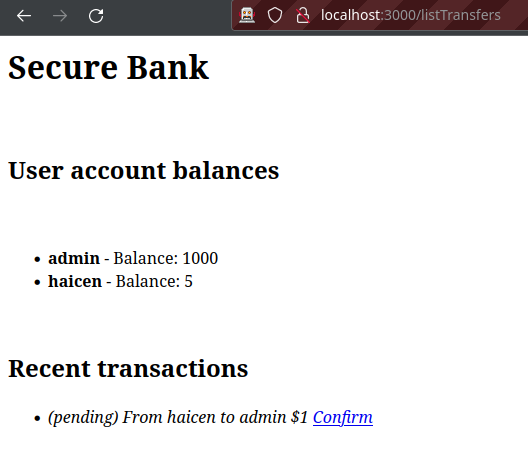 localhost:3000/listTransfers
Secure Bank
User account balances
admin - Balance: 1000
haicen - Balance: 5
Recent transactions
(pending) From haicen to admin $1 Confirm